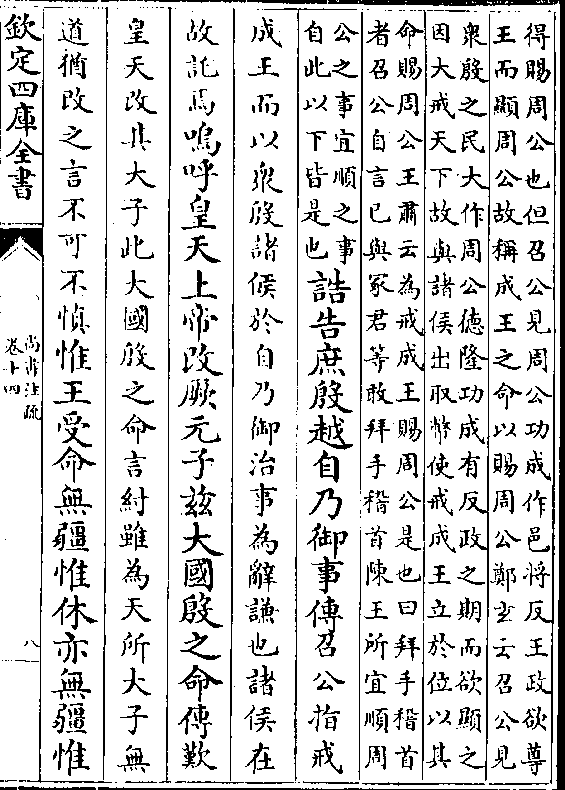 得賜周公也但召公見周公功成作邑将反王政欲尊
王而顯周公故稱成王之命以賜周公鄭𤣥云召公見
衆殷之民大作周公德隆功成有反政之期而欲顯之
因大戒天下故與諸侯出取幣使戒成王立於位以其
命賜周公王肅云為戒成王賜周公是也曰拜手稽首
者召公自言已與冡君等敢拜手稽首陳王所宜順周
公之事宜順之事
自此以下皆是也誥告庶殷越自乃御事傳召公指戒
成王而以衆殷諸侯於自乃御治事為辭謙也諸侯在
故託焉嗚呼皇天上帝改厥元子兹大國殷之命傳歎
皇天改其大子此大國殷之命言紂雖為天所大子無
道猶改之言不可不慎惟王受命無疆惟休亦無疆惟
欽定四庫全書
尚書注疏
卷十四
八